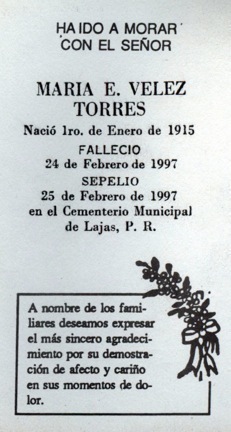 HA IDO A MORAR
CON EL SEÑOR
MARIA E. VELEZ
TORRES
Nació 1ro. de Enero de 1915
FALLECIO
24 de Febrero de 1997
SEPELIO
25 de Febrero de 1997
en el Cementerio Municipal
de Lajas, P. R.
A nombre de los fami-
liares deseamos expresar
el más sincero agradeci-
miento por su demostra-
ción de afecto y cariño
en sus momentos de do-
lor.